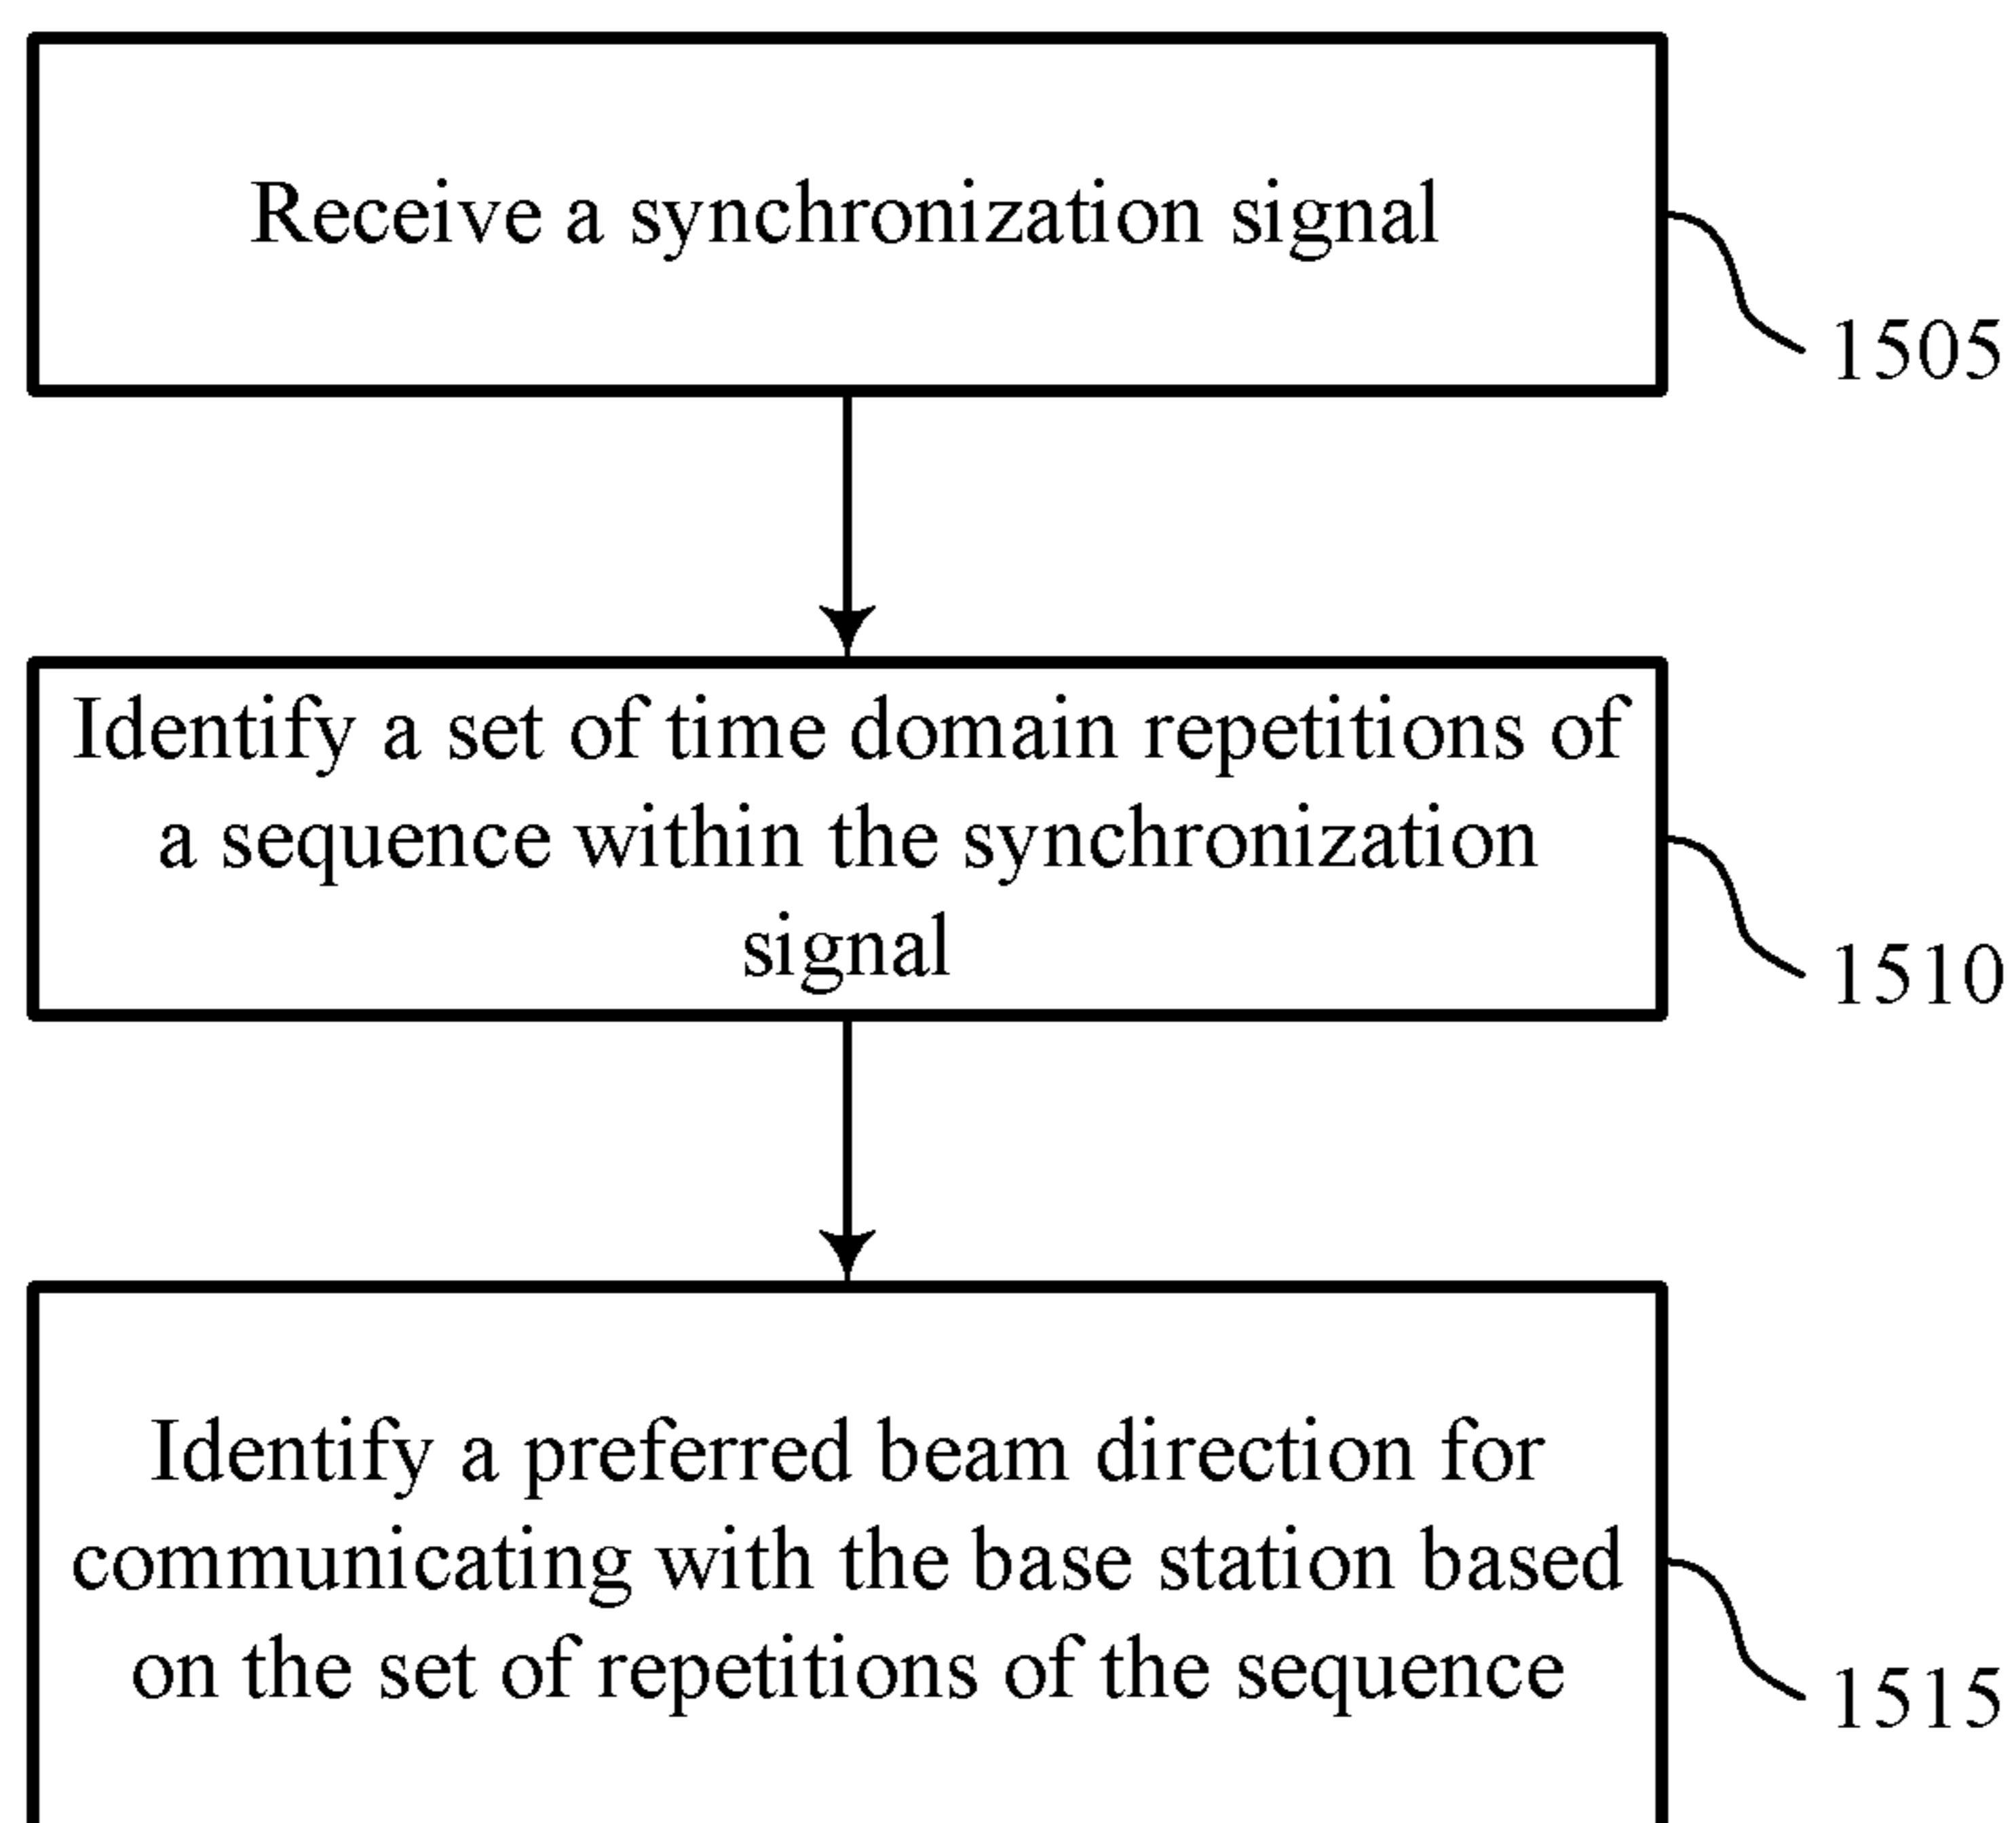 Receive a synchronization signal
1505
Identify a set of time domain repetitions of
a sequence within the synchronization
signal
1510
Identify a preferred beam direction for
communicating with the base station based
on the set of repetitions of the sequence
1515